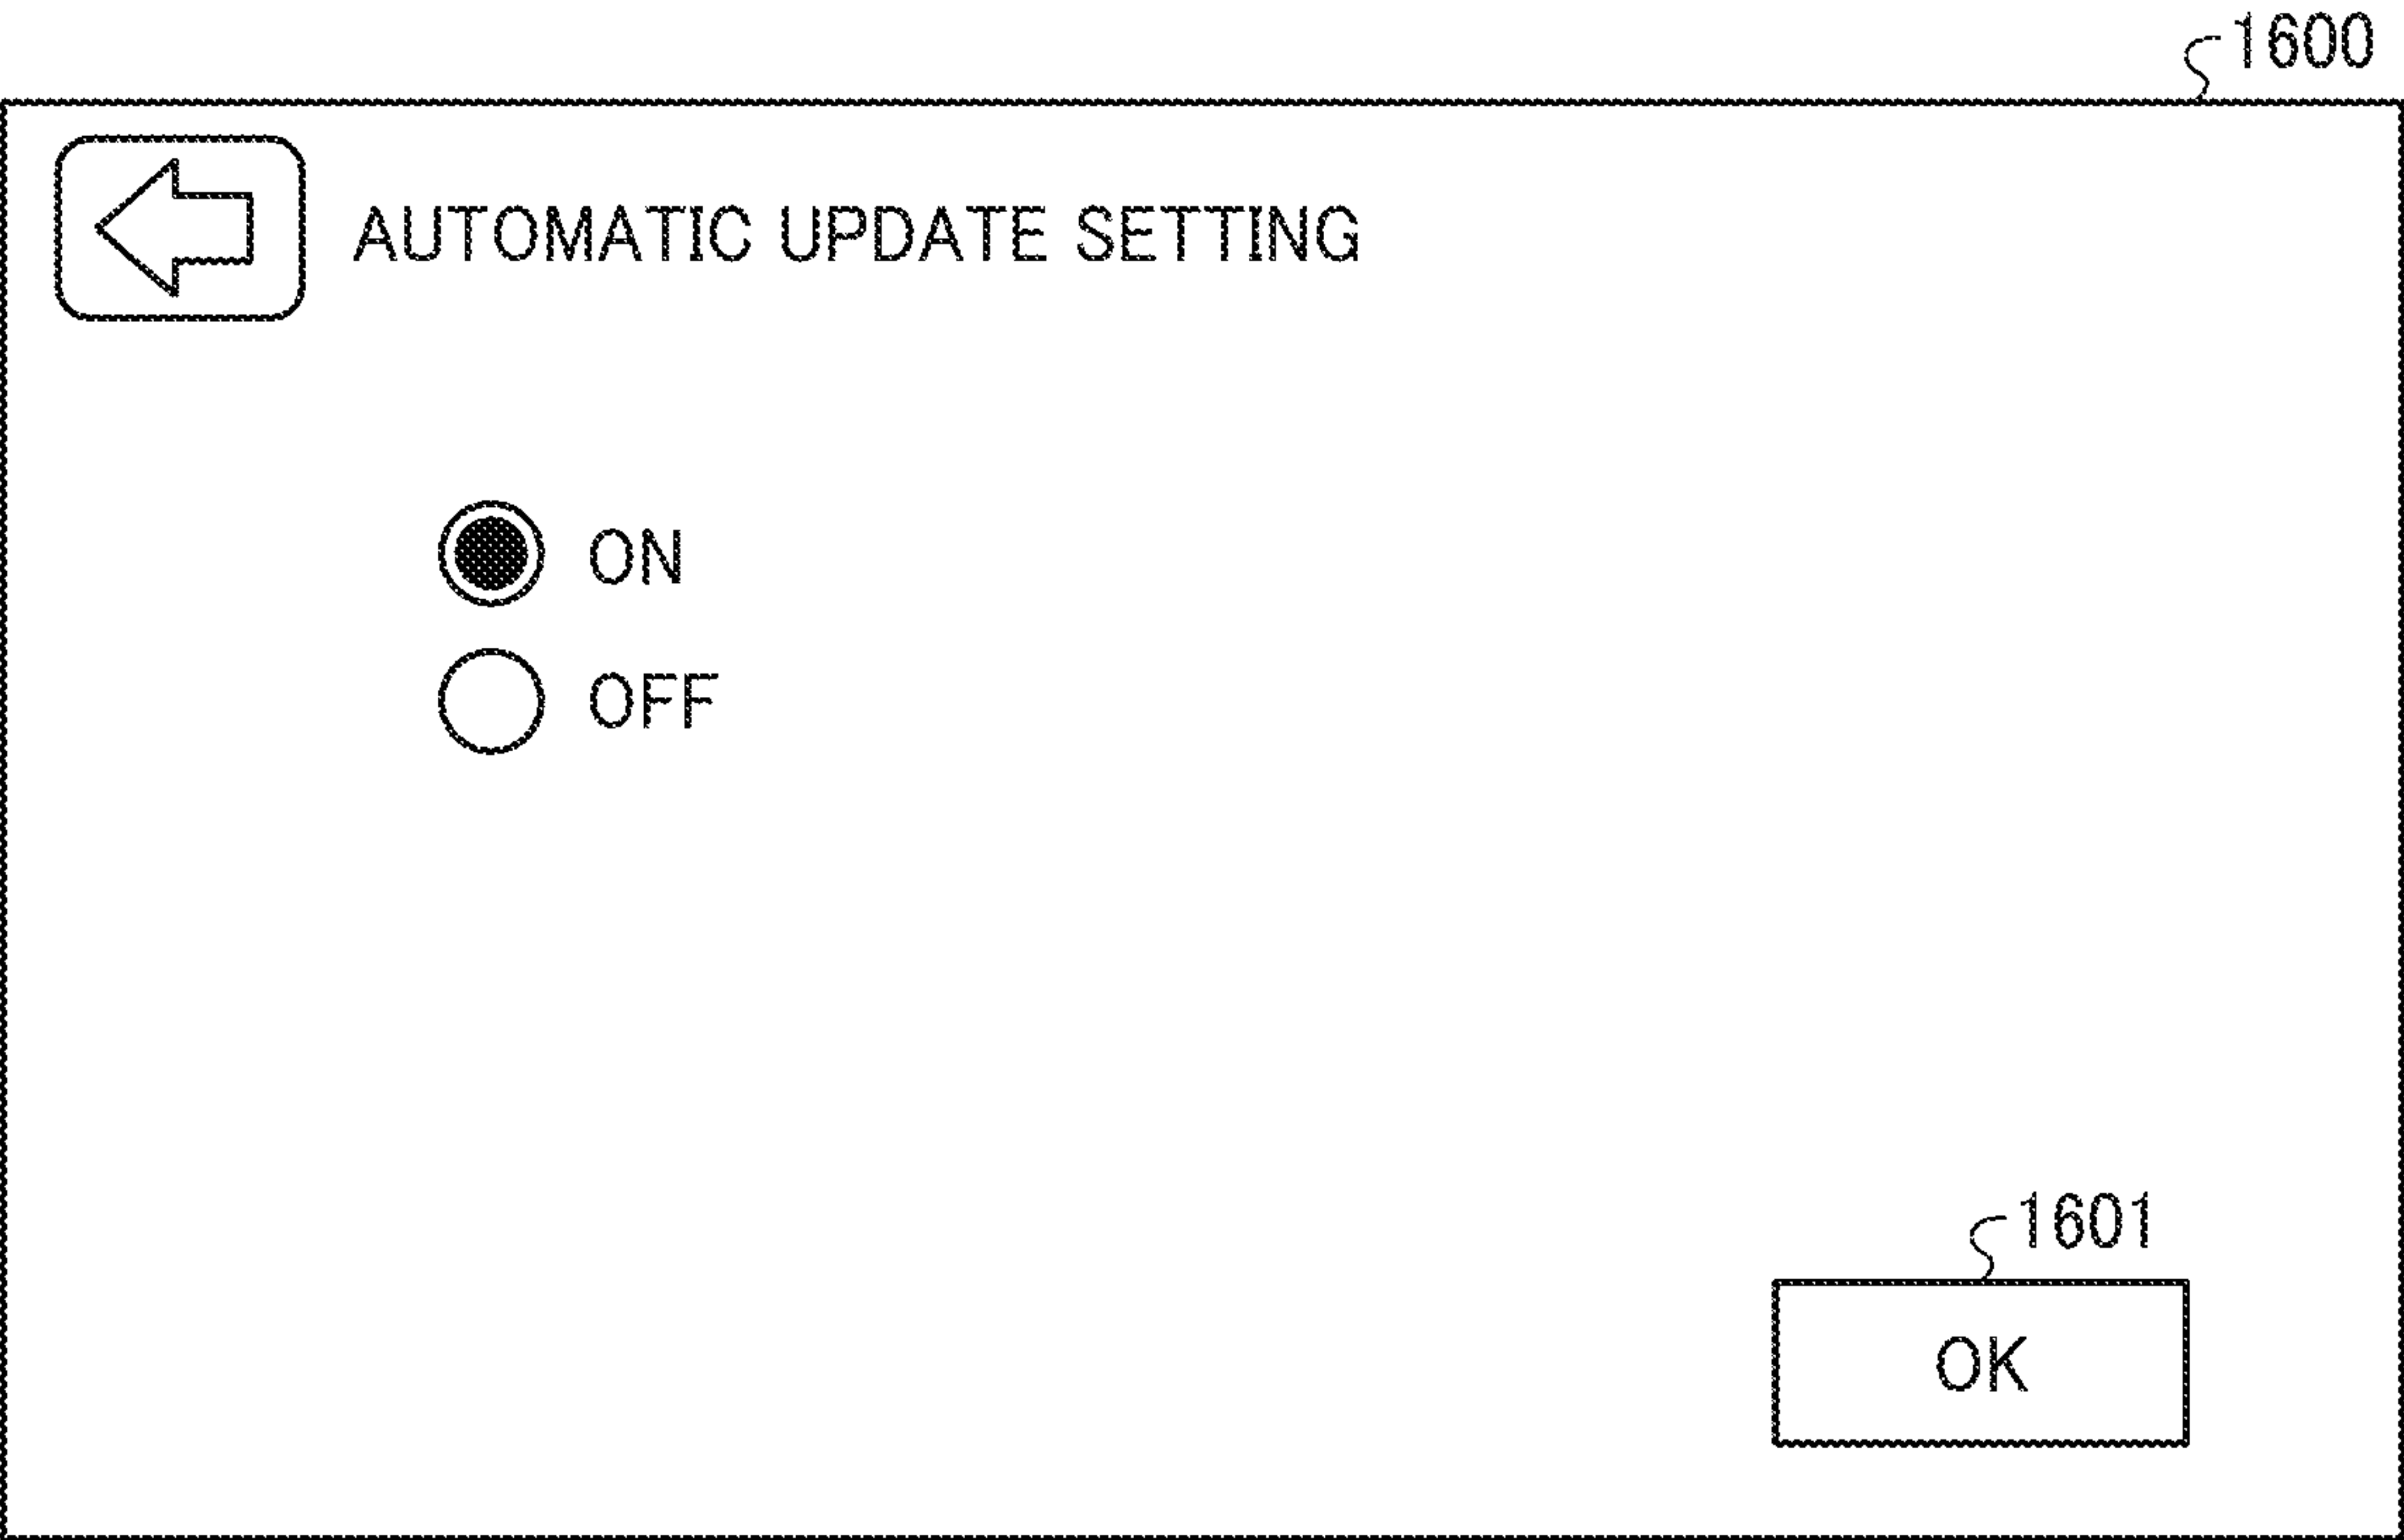 1600
AUTOMATIC UPDATE SETTING
ON
OFF
1601
OK